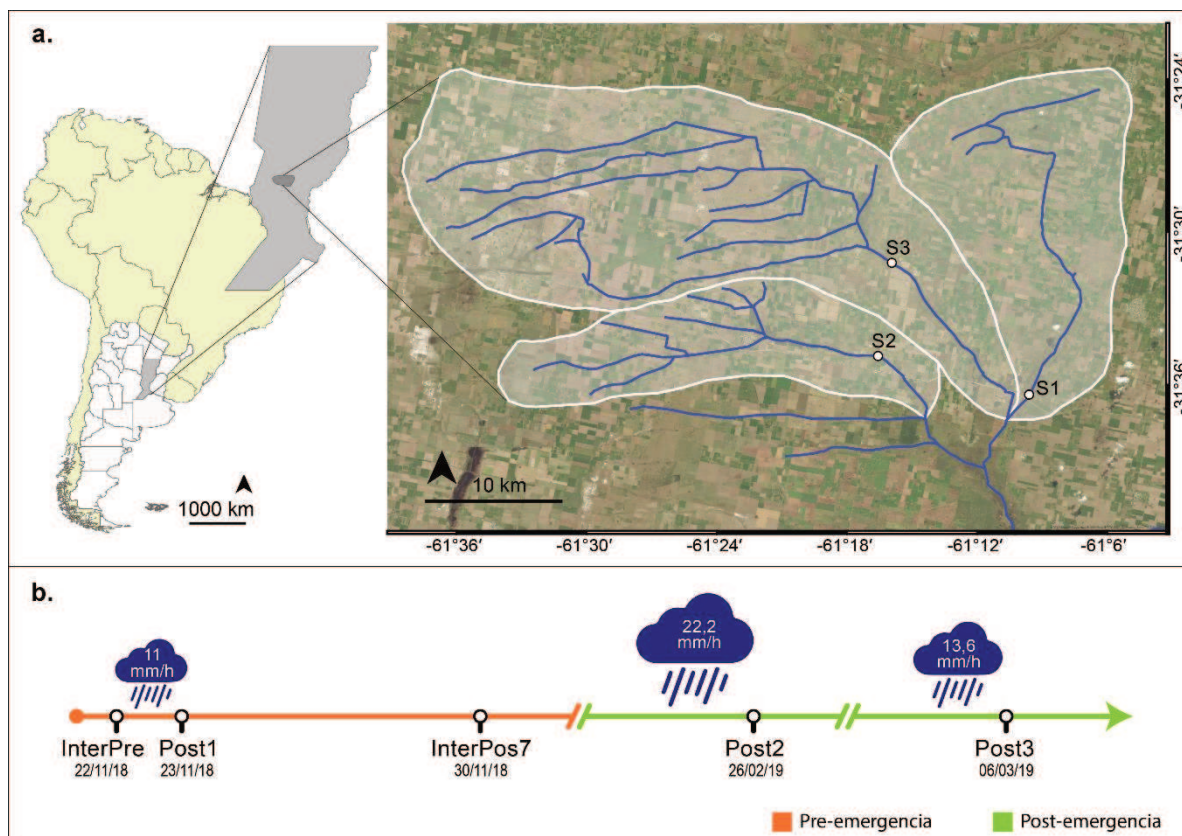 a.
1000 km
S3
S2
S1
10 km
-31°24'
-31°30'
-31°36'
-61°36'
-61°30'
-61°24'
-61°18'
-61°12'
-61°6'
b.
11
mm/h
22,2
mm/h
13,6
mm/h
InterPre
22/11/18
Post1
23/11/18
InterPos7
30/11/18
Post2
26/02/19
Post3
06/03/19
Pre-emergencia
Post-emergencia